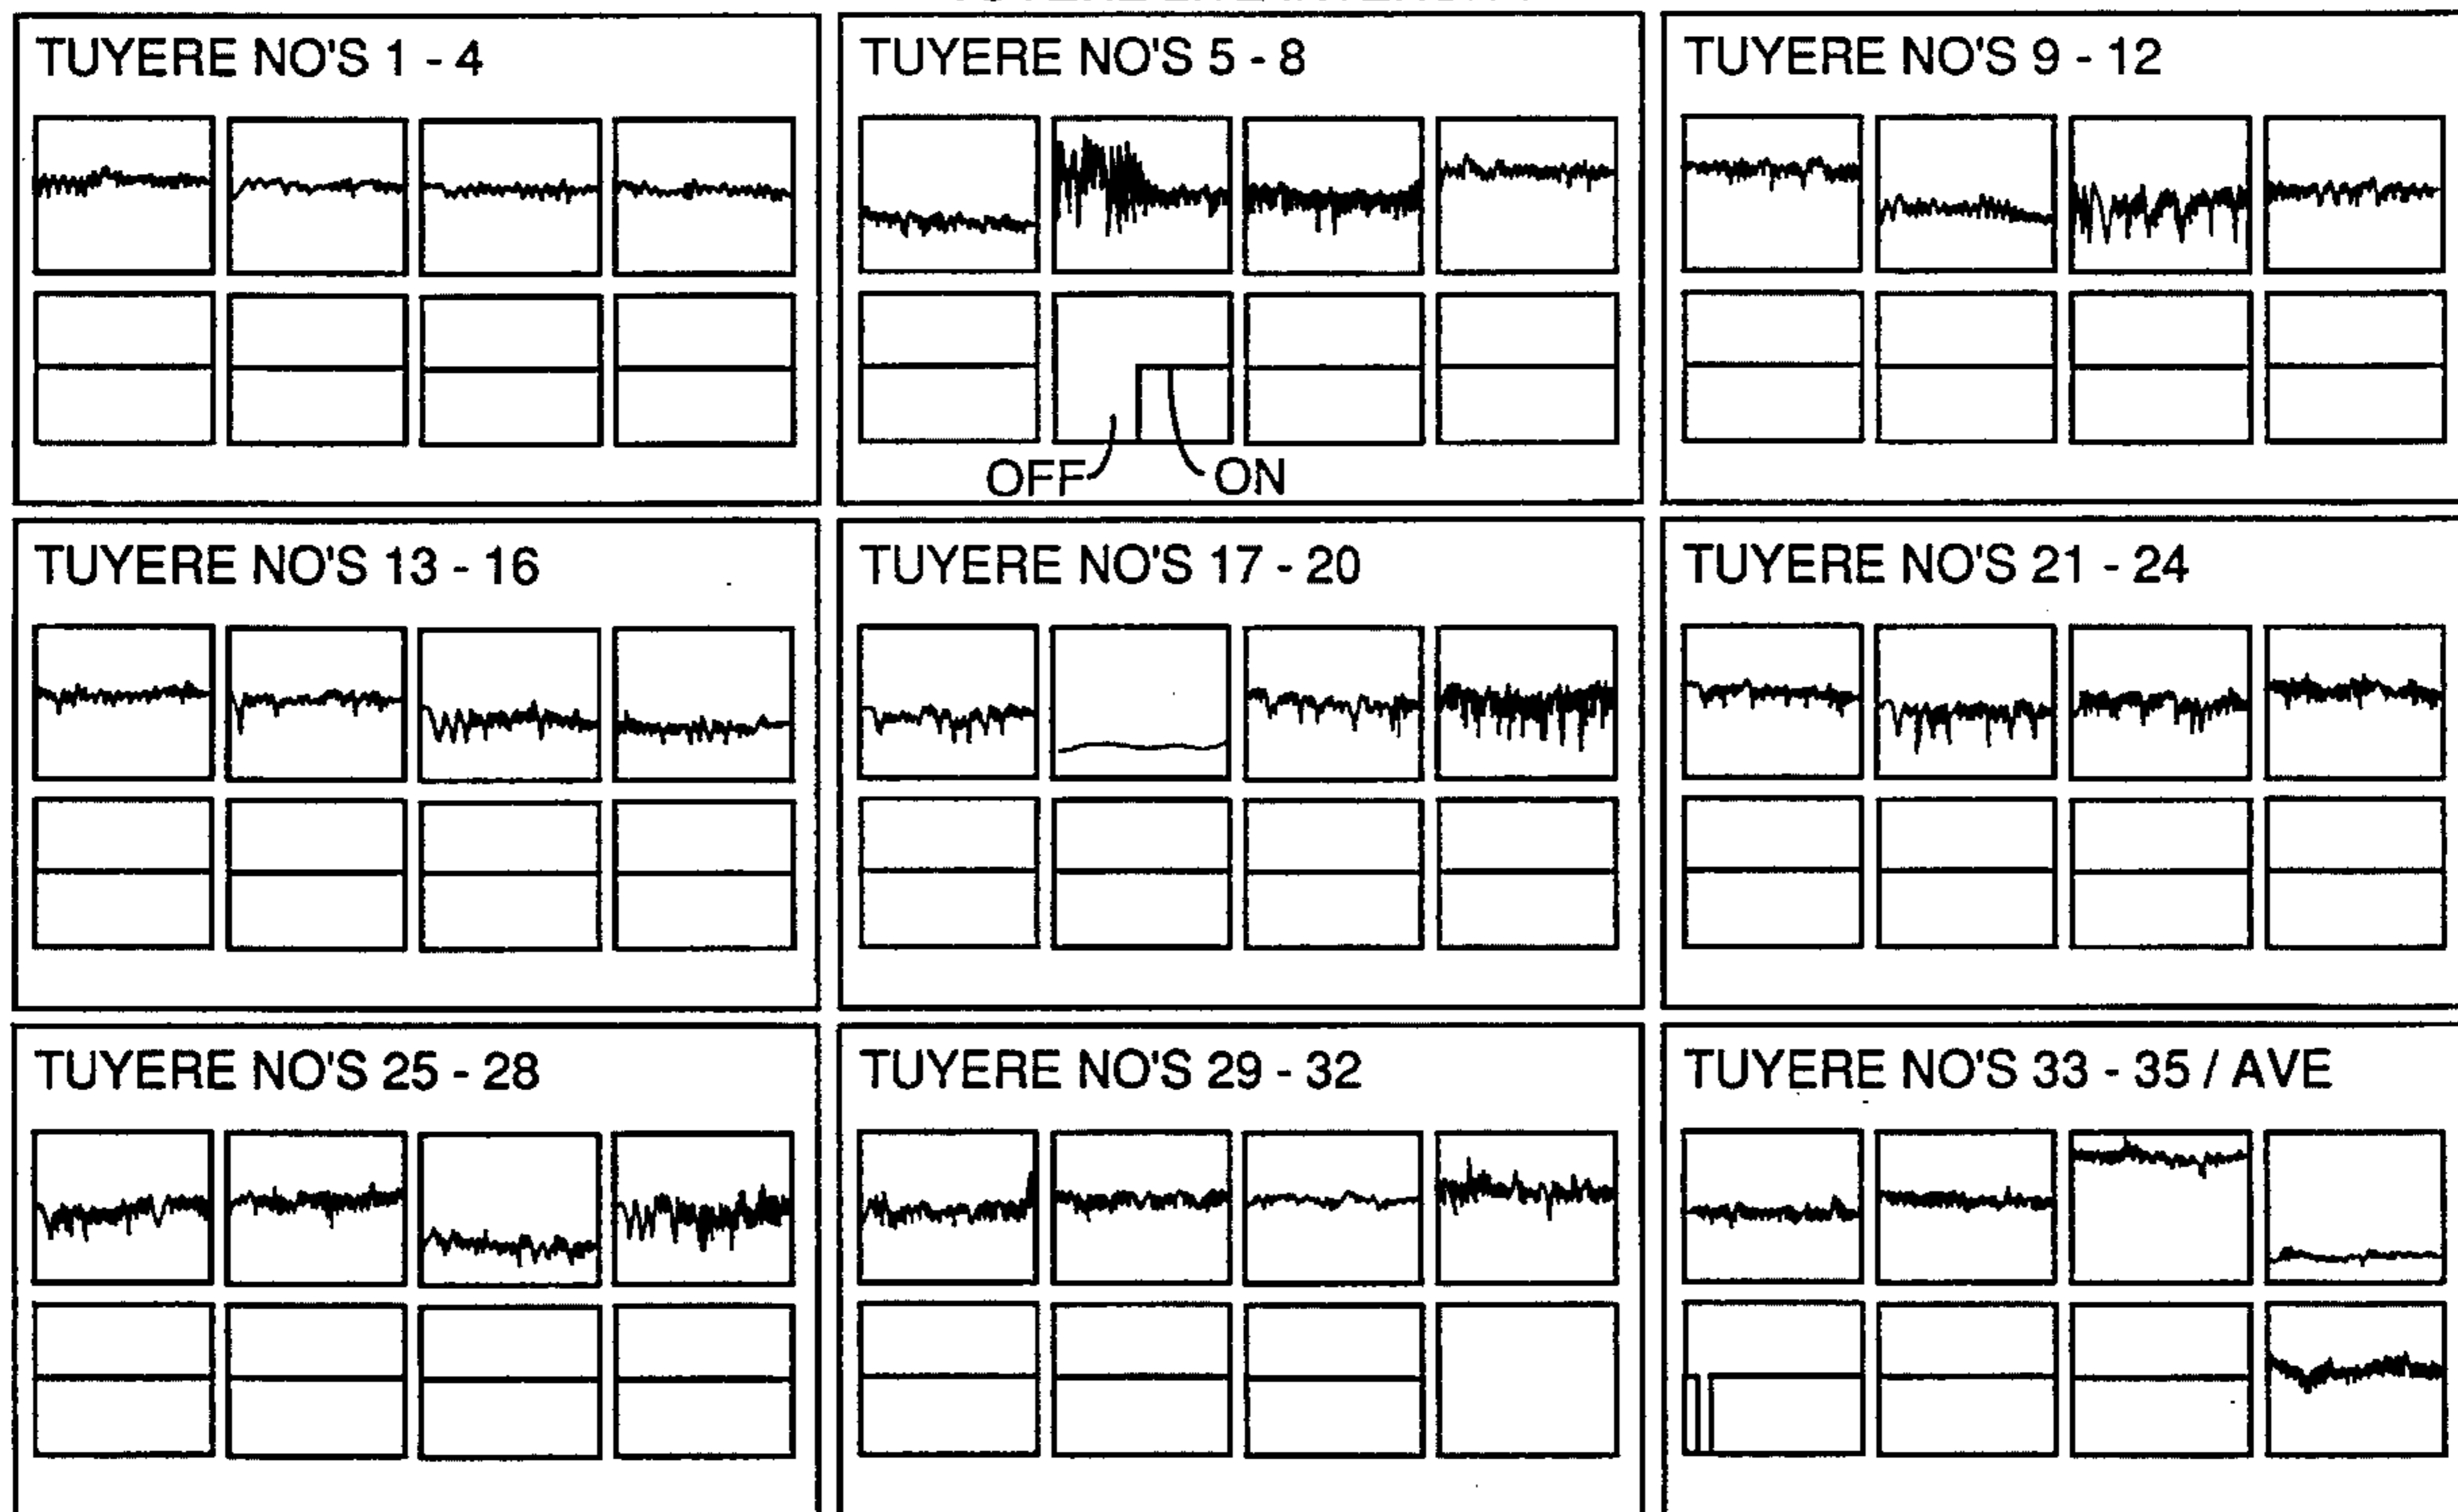 TUYERE NO'S 1 - 4
TUYERE NO'S 5 - 8
TUYERE NO'S 9 - 12
OFF
ON
TUYERE NO'S 13 - 16
TUYERE NO'S 17 - 20
TUYERE NO'S 21 - 24
TUYERE NO'S 25 - 28
TUYERE NO'S 29 - 32
TUYERE NO'S 33 - 35 / AVE